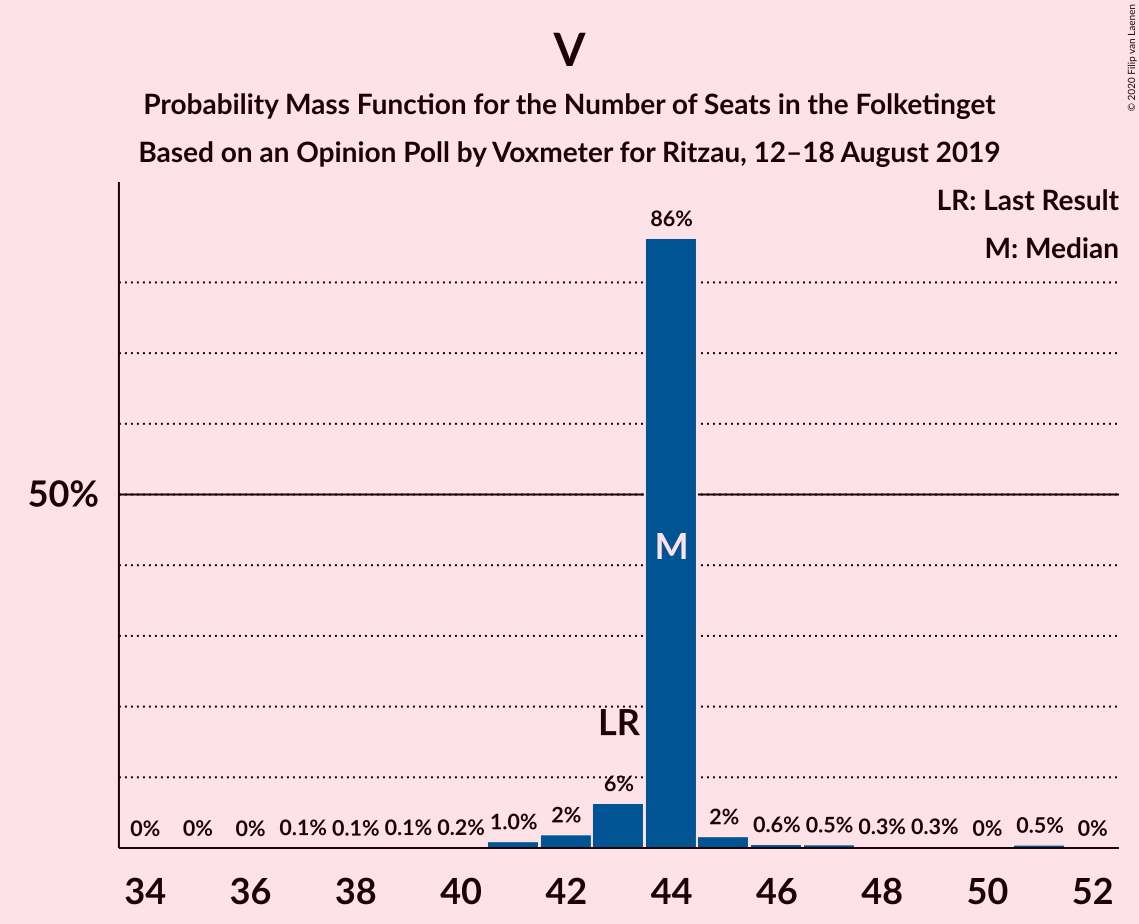 V
Probability Mass Function for the Number of Seats in the Folketinget
Based on an Opinion Poll by Voxmeter for Ritzau, 12–18 August 2019
© 2020 Filip van Laenen
LR: Last Result
M: Median
86%
50%
M
LR
6%
0% 0% 0% 0.1% 0.1% 0.1% 0.2% 1.0% 2% 2% 0.6% 0.5% 0.3% 0.3% 0% 0.5% 0%
34 36 38 40 42 44 46 48 50 52